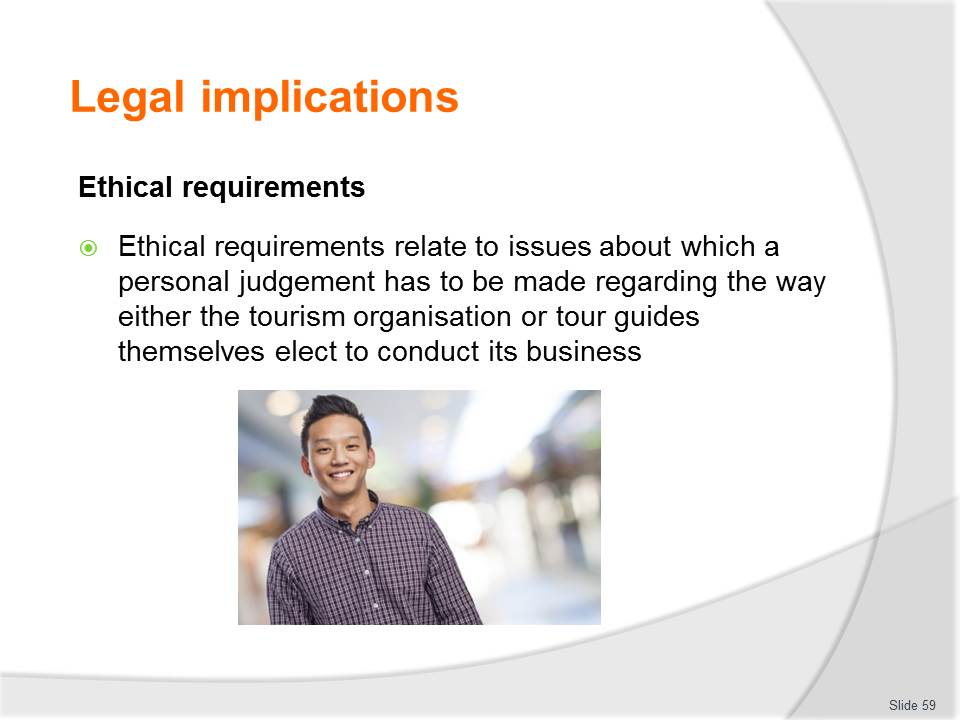 Legal implications
Ethical requirements
Ethical requirements relate to issues about which a
personal judgement has to be made regarding the way
either the tourism organisation or tour guides
themselves elect to conduct its business
Slide 59